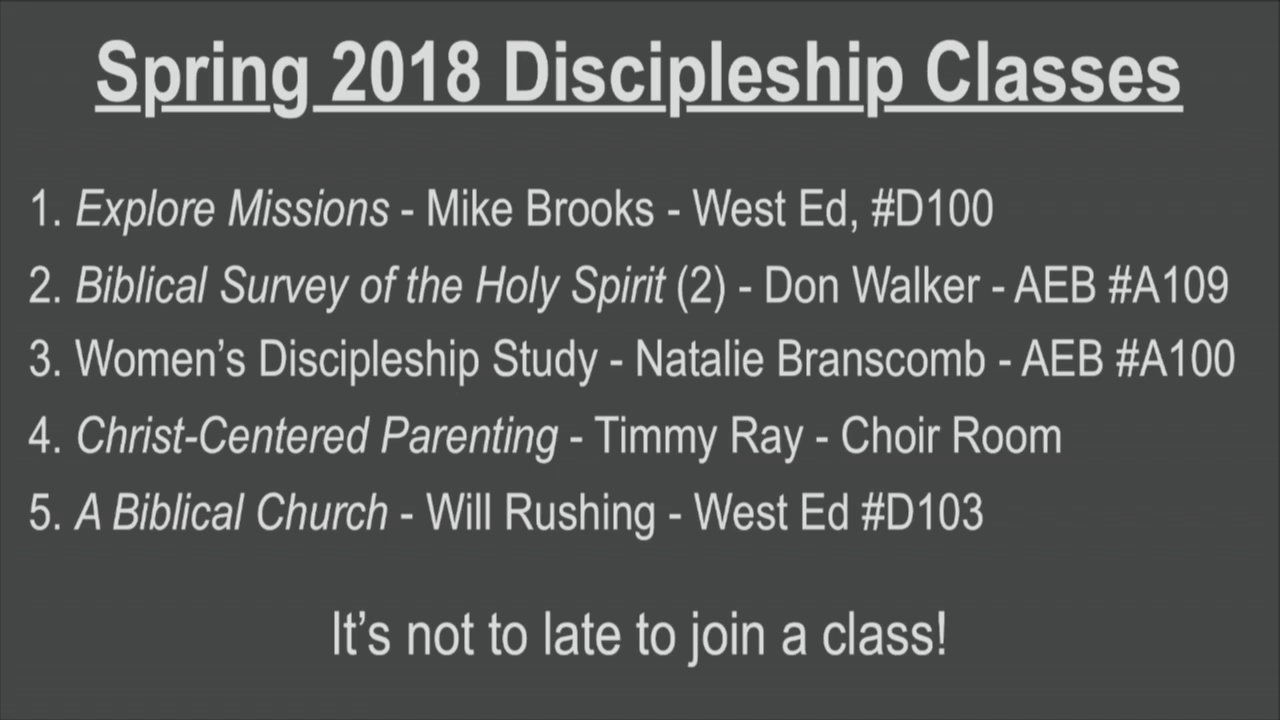 Spring 2018 Discipleship Classes
1. Explore Missions - Mike Brooks - West Ed, #D100
2. Biblical Survey of the Holy Spirit (2) - Don Walker - AEB #A109
3. Women’s Discipleship Study - Natalie Branscomb - AEB #A100
4. Christ-Centered Parenting - Timmy Ray - Choir Room
5. A Biblical Church - Will Rushing - West Ed #D103
It’s not to late to join a class!